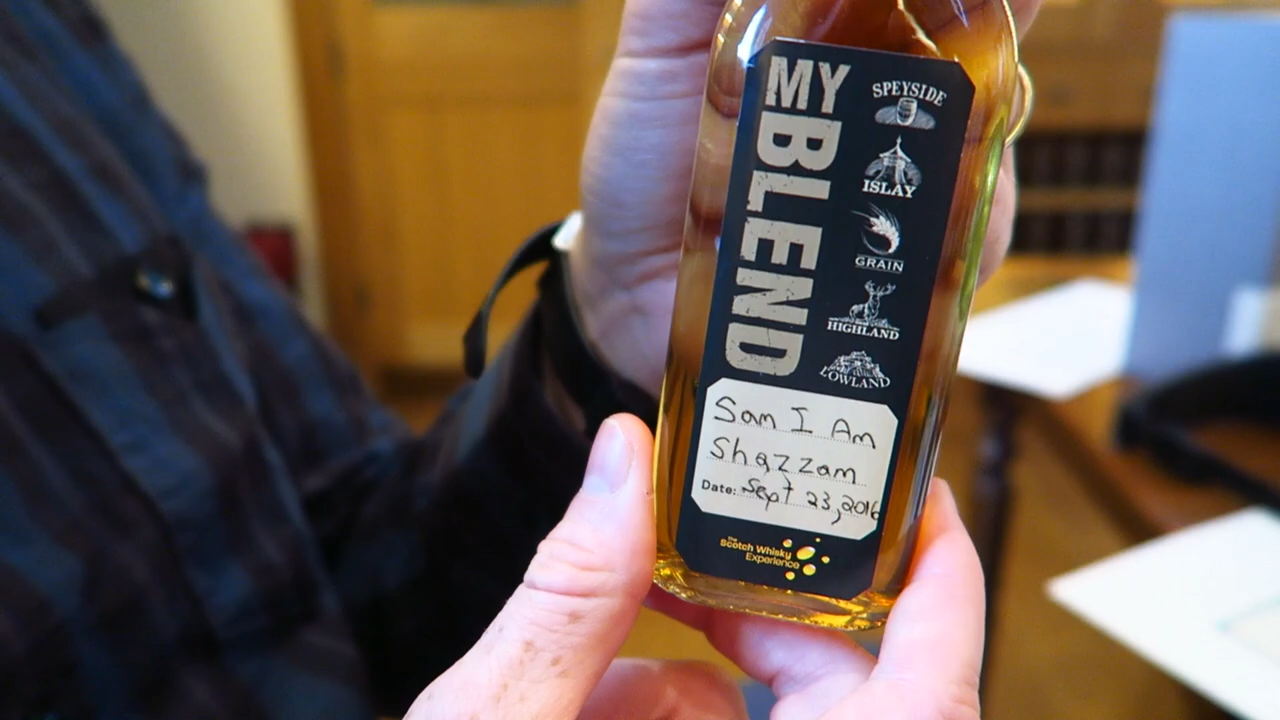 MY BLEND
SPEYSIDE
ISLAY
GRAIN
HIGHLAND
LOWLAND
Sam I Am
Shazzam
Date: Sept 23, 2016
The
Scotch Whisky
Experience